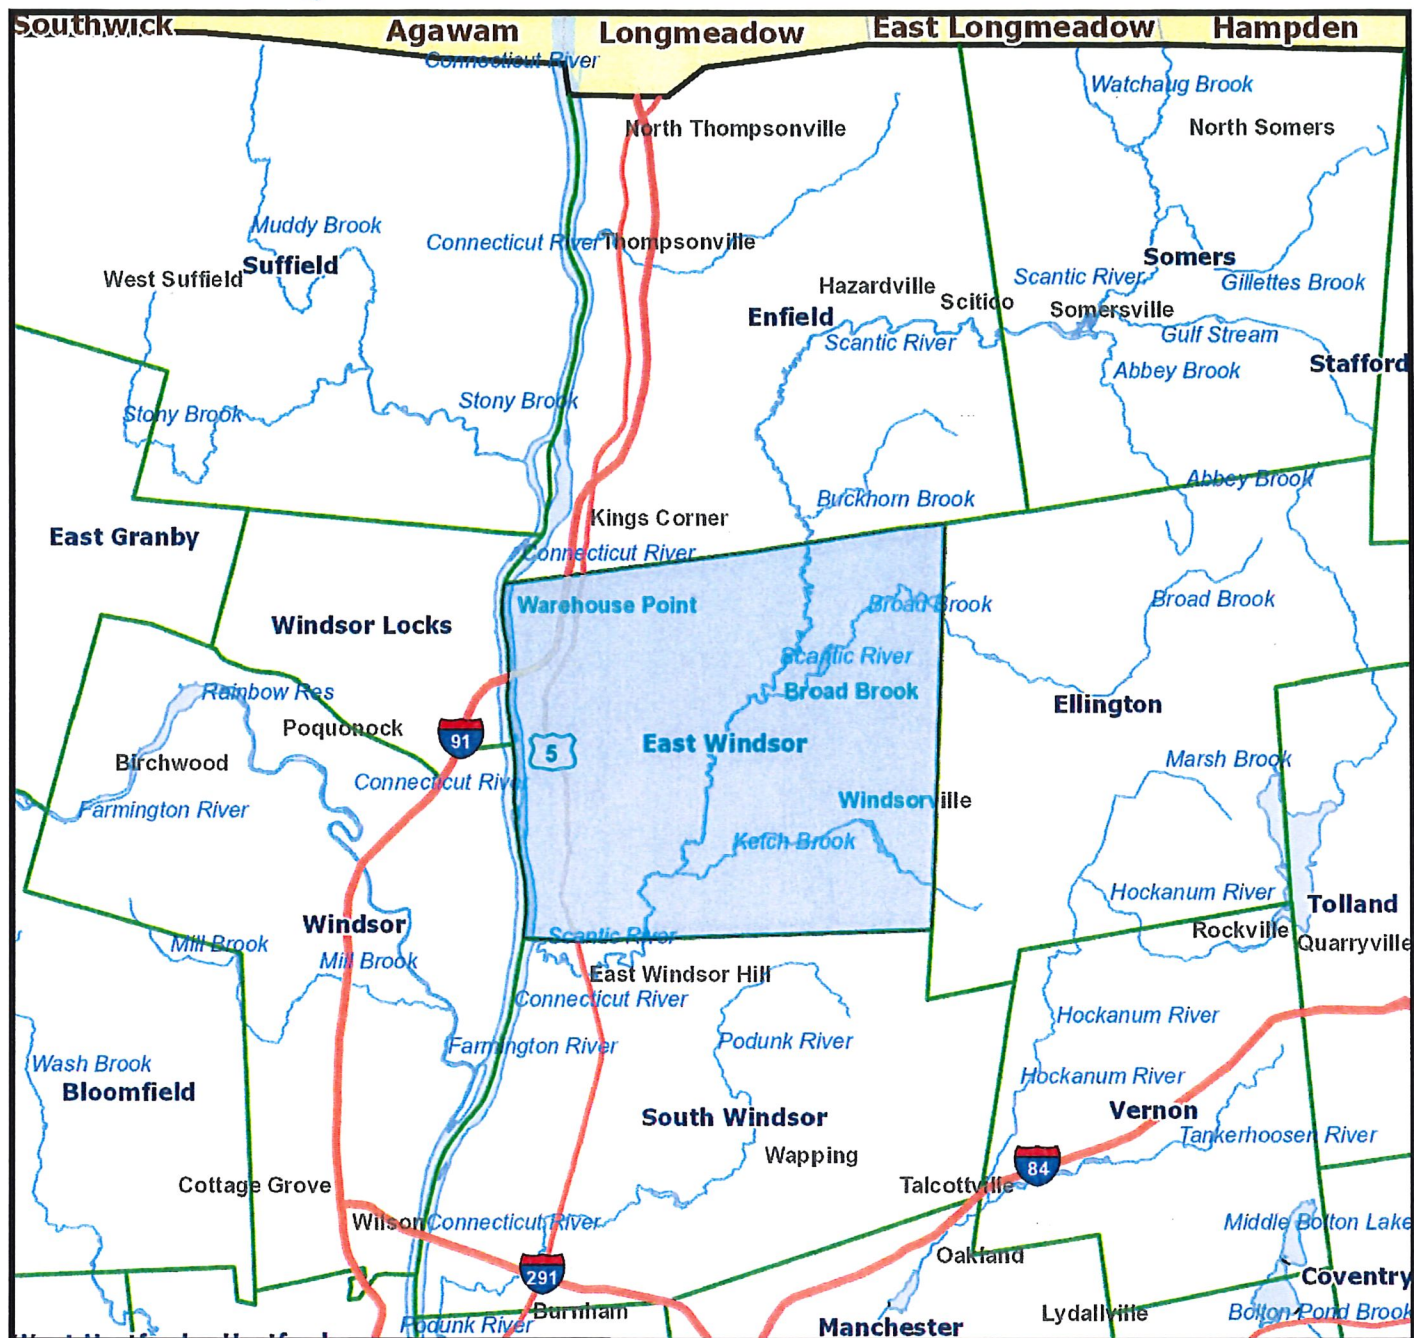 Southwick
Agawam
Longmeadow
East Longmeadow
Hampden
Connecticut River
Watchaug Brook
North Thompsonville
North Somers
Muddy Brook
Connecticut River
Thompsonville
Suffield
West Suffield
Somers
Scantic River
Gillettes Brook
Hazardville
Scitico
Somersville
Enfield
Scantic River
Gulf Stream
Stafford
Abbey Brook
Stony Brook
Stony Brook
Abbey Brook
Buckhorn Brook
Kings Corner
East Granby
Connecticut River
Warehouse Point
Broad Brook
Broad Brook
Windsor Locks
Scantic River
Broad Brook
Rainbow Res
Ellington
Poquonock
91
East Windsor
5
Birchwood
Marsh Brook
Connecticut River
Windsorville
Farmington River
Ketch Brook
Hockanum River
Tolland
Windsor
Rockville
Mill Brook
Scantic River
Quarryville
Mill Brook
East Windsor Hill
Connecticut River
Hockanum River
Podunk River
Farmington River
Wash Brook
Hockanum River
Bloomfield
South Windsor
Vernon
Tankerhoosen River
Wapping
84
Cottage Grove
Talcottville
Wilson
Connecticut River
Middle Bolton Lake
Oakland
291
Coventry
Burnham
Lydallville
Bolton Pond Brook
Podunk River
Manchester